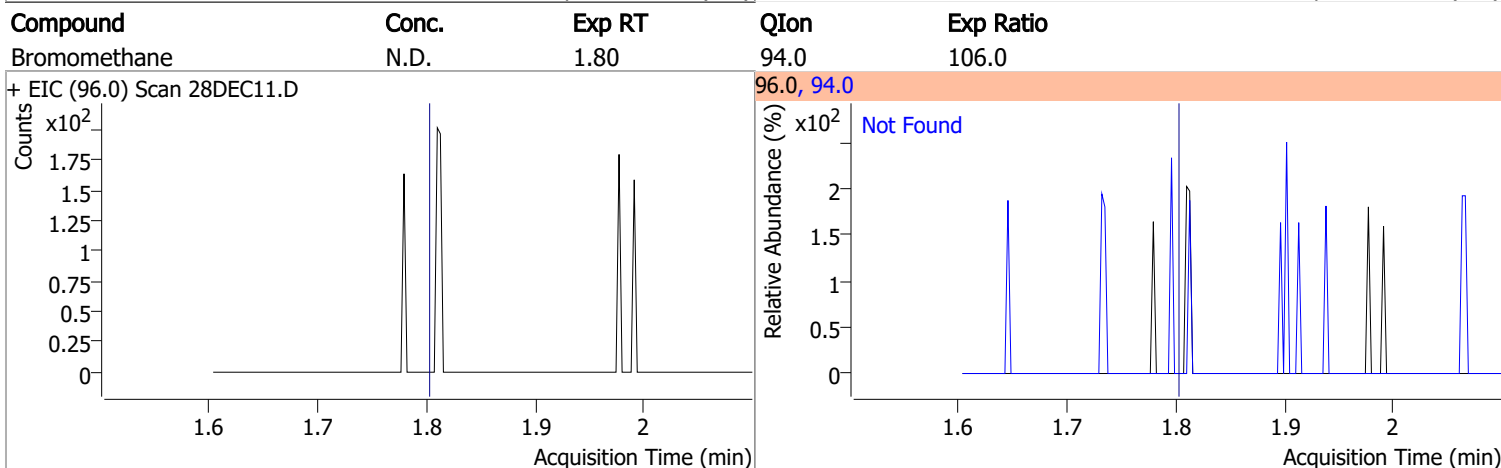 Compound Conc. Exp RT QIon Exp Ratio
Bromomethane N.D. 1.80 94.0 106.0
+ EIC (96.0) Scan 28DEC11.D
Counts
x10²
1.75
1.5
1.25
1
0.75
0.5
0.25
0
1.6 1.7 1.8 1.9 2
Acquisition Time (min)
96.0, 94.0
Relative Abundance (%)
x10²
Not Found
2
1.5
1
0.5
0
1.6 1.7 1.8 1.9 2
Acquisition Time (min)